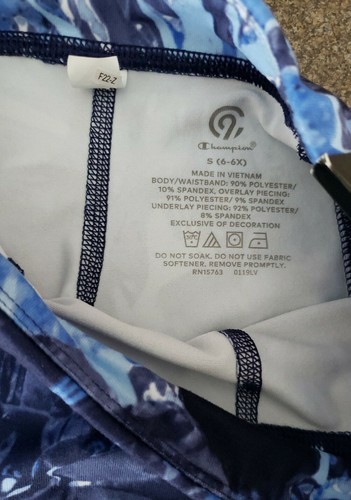 F22-Z
C9
Champion
S (6-6X)
MADE IN VIETNAM
BODY/WAISTBAND: 90% POLYESTER/
10% SPANDEX, OVERLAY PIECING:
91% POLYESTER/ 9% SPANDEX
UNDERLAY PIECING: 92% POLYESTER/
8% SPANDEX
EXCLUSIVE OF DECORATION
DO NOT SOAK. DO NOT USE FABRIC
SOFTENER. REMOVE PROMPTLY.
RN15763 0119LV